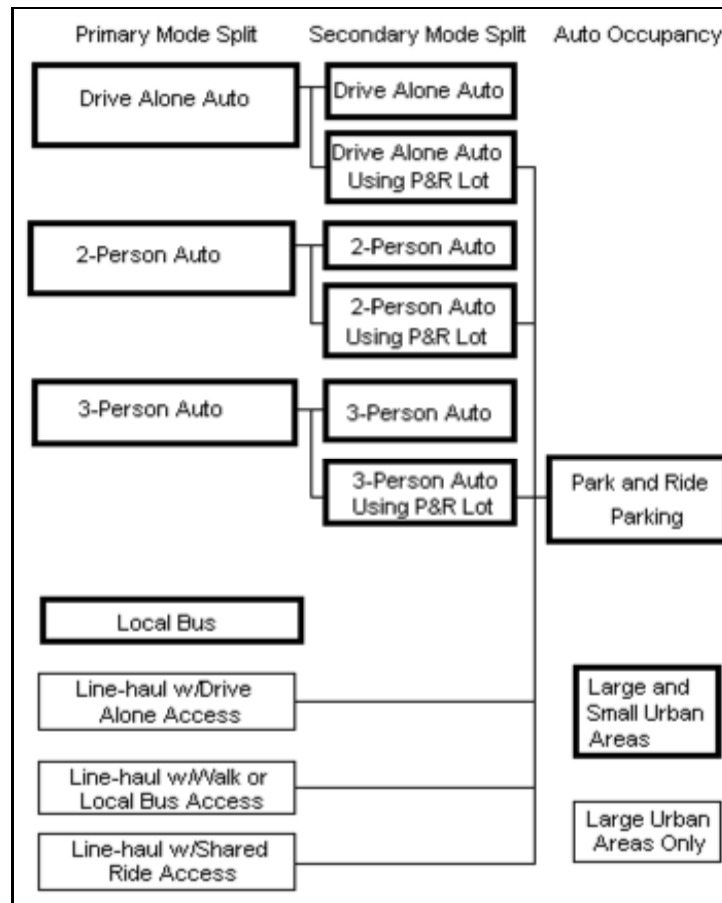 Primary Mode Split
Secondary Mode Split
Auto Occupancy
Drive Alone Auto
Drive Alone Auto
Drive Alone Auto
Using P&R Lot
2-Person Auto
2-Person Auto
2-Person Auto
Using P&R Lot
3-Person Auto
3-Person Auto
3-Person Auto
Using P&R Lot
Park and Ride
Parking
Local Bus
Line-haul w/Drive
Alone Access
Line-haul w/Walk or
Local Bus Access
Line-haul w/Shared
Ride Access
Large and
Small Urban
Areas
Large Urban
Areas Only